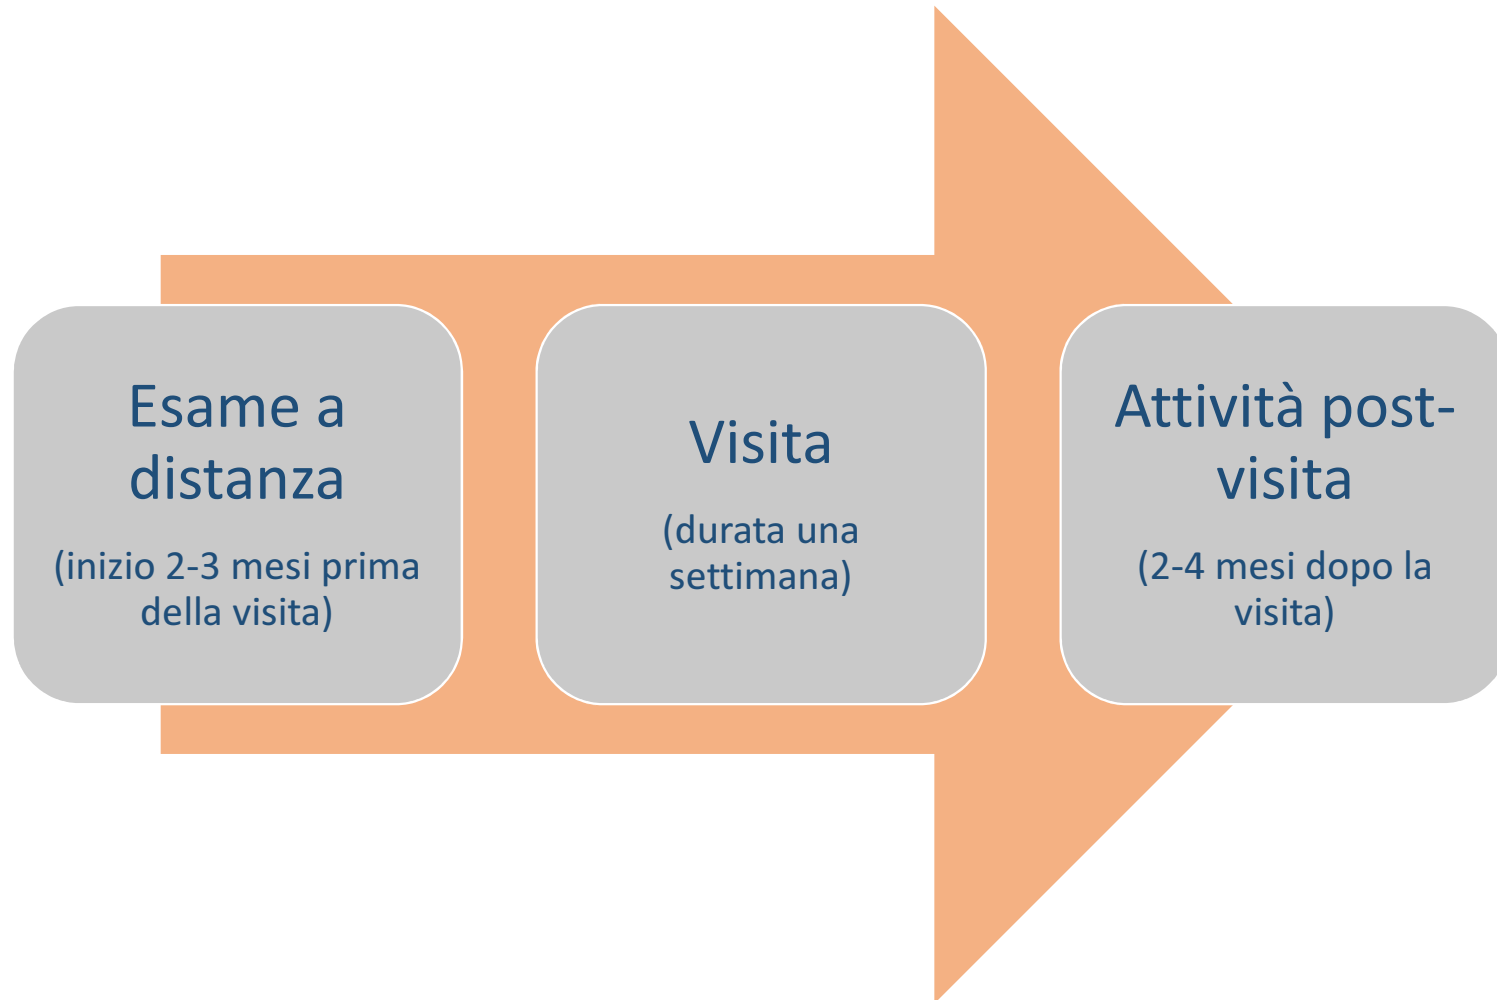 Esame a
distanza
(inizio 2-3 mesi prima
della visita)
Visita
(durata una
settimana)
Attività post-
visita
(2-4 mesi dopo la
visita)